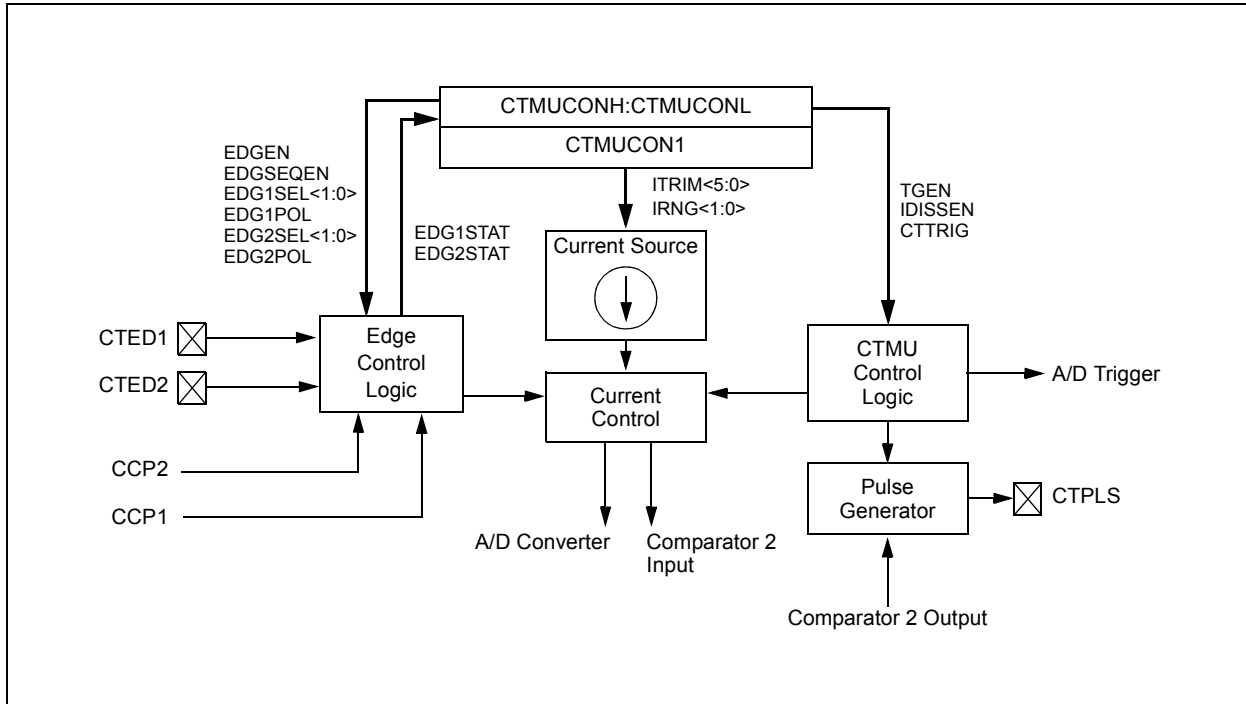 CTMUCONH:CTMUCONL
CTMUCON1
EDGEN
EDGSEQEN
EDG1SEL<1:0>
EDG1POL
EDG2SEL<1:0>
EDG2POL
EDG1STAT
EDG2STAT
ITRIM<5:0>
IRNG<1:0>
TGEN
IDISSEN
CTTRIG
Current Source
CTED1
CTED2
Edge
Control
Logic
Current
Control
CTMU
Control
Logic
A/D Trigger
CCP2
CCP1
Pulse
Generator
CTPLS
A/D Converter
Comparator 2
Input
Comparator 2 Output